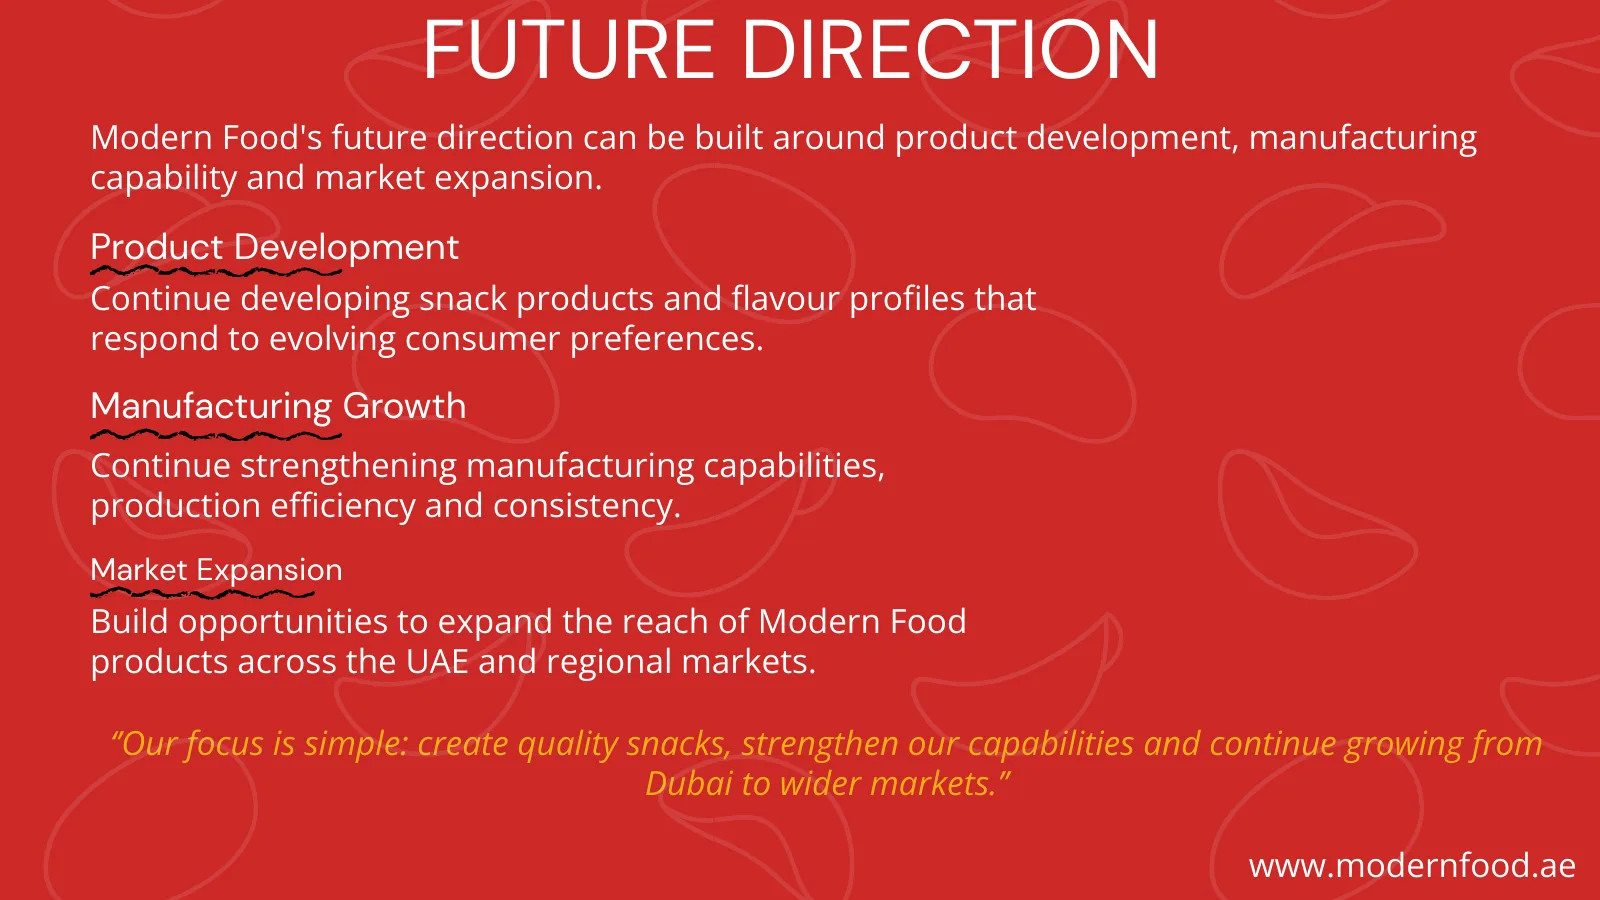 FUTURE DIRECTION
Modern Food's future direction can be built around product development, manufacturing
capability and market expansion.
Product Development
Continue developing snack products and flavour profiles that
respond to evolving consumer preferences.
Manufacturing Growth
Continue strengthening manufacturing capabilities,
production efficiency and consistency.
Market Expansion
Build opportunities to expand the reach of Modern Food
products across the UAE and regional markets.
“Our focus is simple: create quality snacks, strengthen our capabilities and continue growing from
Dubai to wider markets.”
www.modernfood.ae